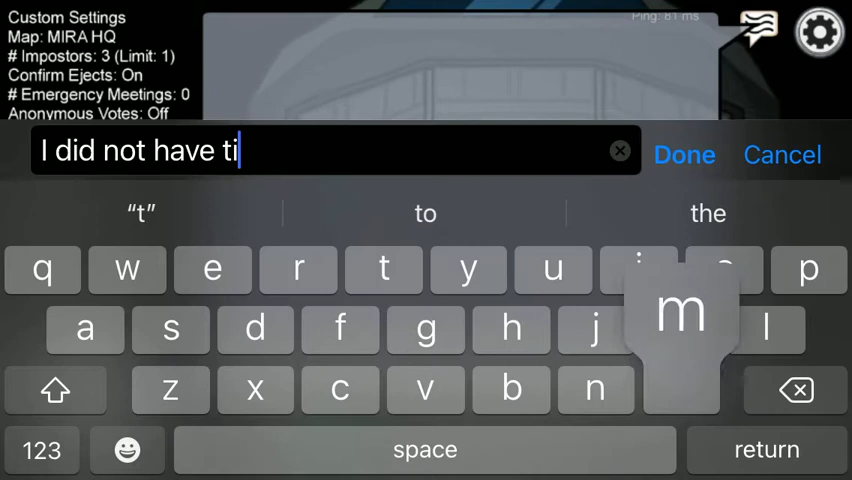 Custom Settings
Map: MIRA HQ
# Impostors: 3 (Limit: 1)
Confirm Ejects: On
# Emergency Meetings: 0
Anonymous Votes: Off
Ping: 81 ms
I did not have ti
Done
Cancel
“t”
to
the
q w e r t y u i o p
a s d f g h j l
z x c v b n m
123
space
return